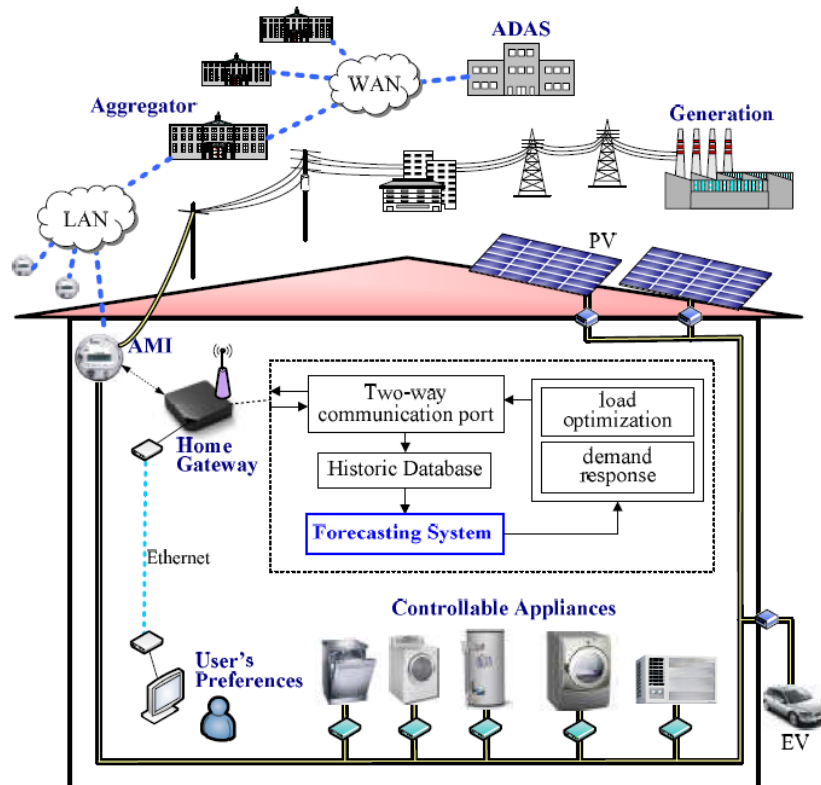 ADAS
WAN
Aggregator
Generation
LAN
PV
AMI
Two-way
communication port
load
optimization
Home
Gateway
Historic Database
demand
response
Forecasting System
Ethernet
Controllable Appliances
User's
Preferences
EV